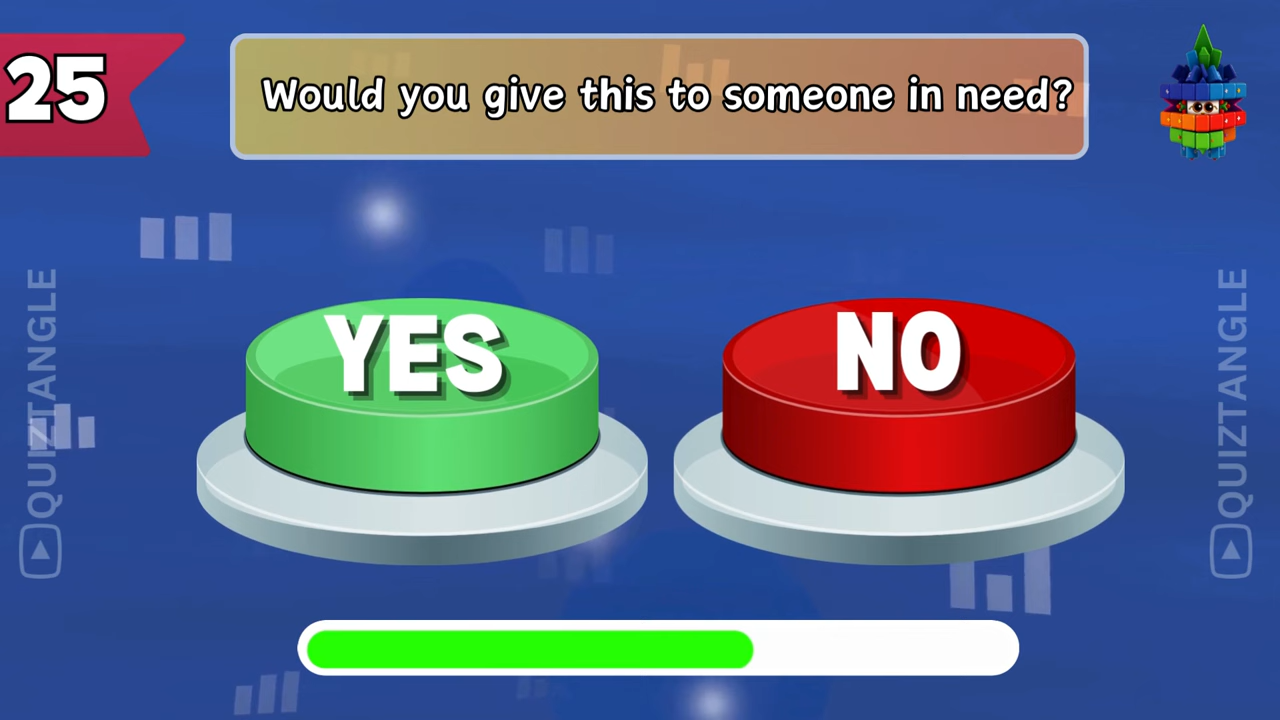 25
Would you give this to someone in need?
YES
NO
QUIZTANGLE
QUIZTANGLE